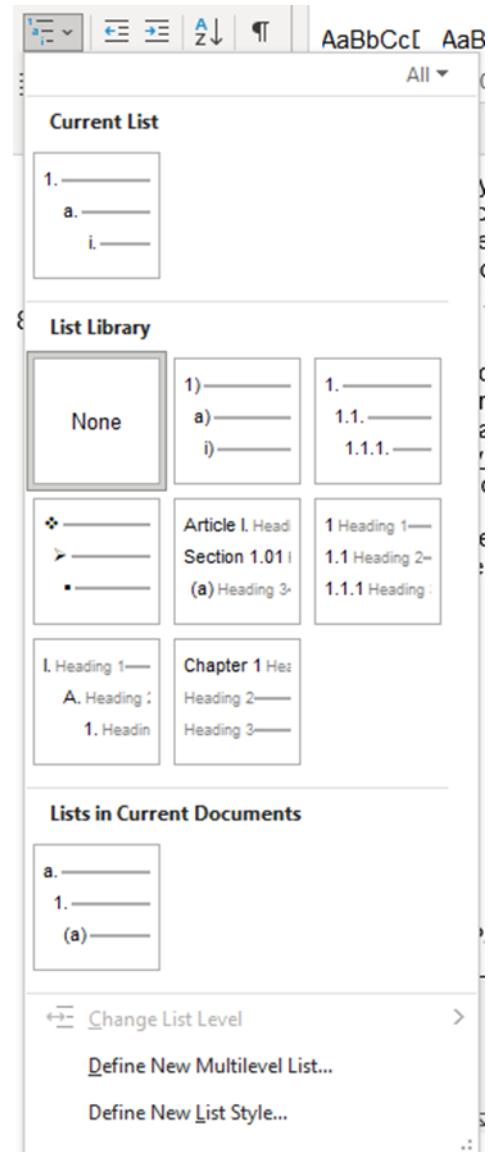 AaBbCc[ AaB
All
Current List
1.
a.
i.
List Library
None
1)
a)
i)
1.
1.1.
1.1.1.
Article I. Headi
Section 1.01
(a) Heading 3-
1 Heading 1
1.1 Heading 2
1.1.1 Heading
I. Heading 1
A. Heading
1. Headin
Chapter 1 Hea
Heading 2
Heading 3
Lists in Current Documents
a.
1.
(a)
Change List Level
Define New Multilevel List...
Define New List Style...